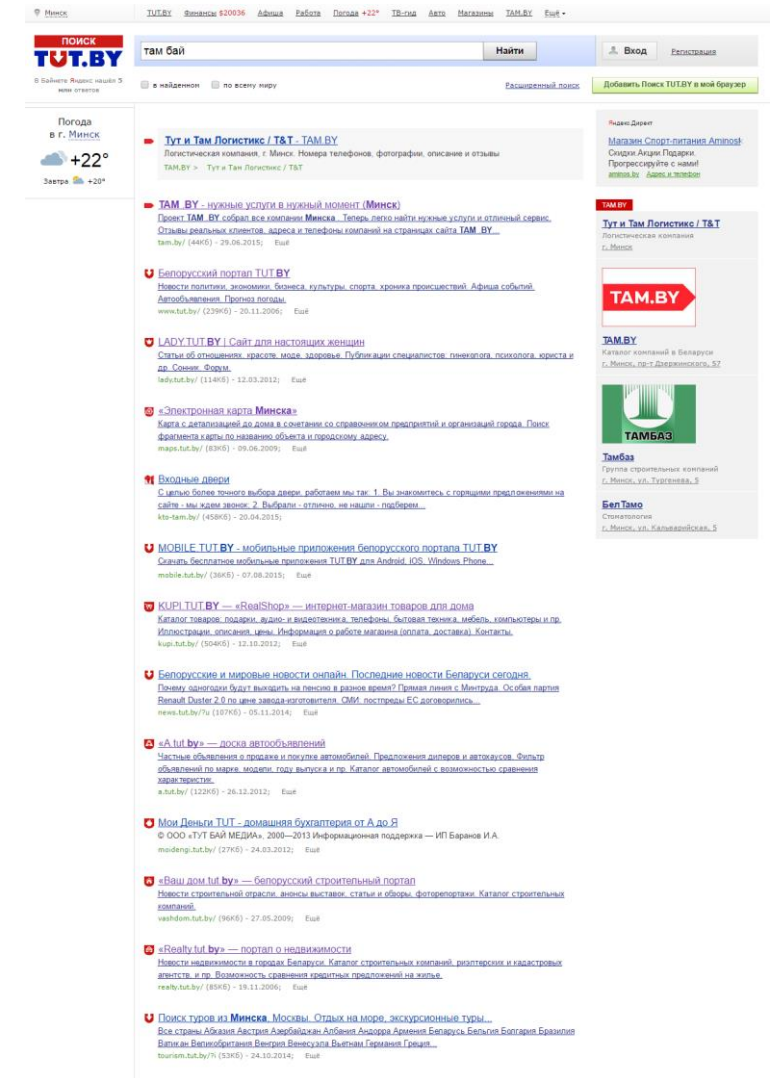 Минск
TUT.BY Финансы $20036 Афиша Работа Погода +22° ТВ-гид Авто Магазины TAM.BY Ещё
ПОИСК
TUT.BY
там бай
Найти
Вход
Регистрация
В Байнете Яндекс нашёл 5
млн ответов
в найденном по всему миру
Расширенный поиск
Добавить Поиск TUT.BY в мой браузер
Погода
в г. Минск
+22°
Завтра +20°
Тут и Там Логистикс / T&T - TAM.BY
Логистическая компания, г. Минск. Номера телефонов, фотографии, описание и отзывы
TAM.BY > Тут и Там Логистикс / T&T
TAM .BY - нужные услуги в нужный момент (Минск)
Проект TAM .BY собрал все компании Минска . Теперь легко найти нужные услуги и отличный сервис.
Отзывы реальных клиентов, адреса и телефоны компаний на страницах сайта TAM .BY...
tam.by/ (44Кб) - 29.06.2015; Ещё
Белорусский портал TUT.BY
Новости политики, экономики, бизнеса, культуры, спорта, хроника происшествий. Афиша событий.
Автообъявления. Прогноз погоды.
www.tut.by/ (239Кб) - 20.11.2006; Ещё
LADY.TUT.BY | Сайт для настоящих женщин
Статьи об отношениях, красоте, моде, здоровье. Публикации специалистов: гинеколога, психолога, юриста и
др. Сонник. Форум.
lady.tut.by/ (114Кб) - 12.03.2012; Ещё
«Электронная карта Минска»
Карта с детализацией до дома в сочетании со справочником предприятий и организаций города. Поиск
фрагмента карты по названию объекта и городскому адресу.
maps.tut.by/ (83Кб) - 09.06.2009; Ещё
Входные двери
С целью более точного выбора двери, работаем мы так: 1. Вы знакомитесь с горящими предложениями на
сайте - мы ждем звонок; 2. Выбрали - отлично, не нашли - подберем...
kto-tam.by/ (458Кб) - 20.04.2015;
MOBILE.TUT.BY - мобильные приложения белорусского портала TUT.BY
Скачать бесплатное мобильные приложения TUT.BY для Android, iOS, Windows Phone...
mobile.tut.by/ (36Кб) - 07.08.2015; Ещё
KUPI.TUT.BY — «RealShop» — интернет-магазин товаров для дома
Каталог товаров: подарки, аудио- и видеотехника, телефоны, бытовая техника, мебель, компьютеры и пр.
Иллюстрации, описания, цены. Информация о работе магазина (оплата, доставка). Контакты.
kupi.tut.by/ (504Кб) - 12.10.2012; Ещё
Белорусские и мировые новости онлайн. Последние новости Беларуси сегодня.
Почему одногодки будут выходить на пенсию в разное время? Прямая линия с Минтруда. Особая партия
Renault Duster 2.0 по цене завода-изготовителя. СМИ: постпреды ЕС договорились...
news.tut.by/?u (107Кб) - 05.11.2014; Ещё
«A.tut.by» — доска автообъявлений
Частные объявления о продаже и покупке автомобилей. Предложения дилеров и автохаусов. Фильтр
объявлений по марке, модели, году выпуска и пр. Каталог автомобилей с возможностью сравнения
характеристик.
a.tut.by/ (122Кб) - 26.12.2012; Ещё
Мои Деньги TUT - домашняя бухгалтерия от А до Я
© ООО «ТУТ БАЙ МЕДИА», 2000—2013 Информационная поддержка — ИП Баранов И.А.
moidengi.tut.by/ (27Кб) - 24.03.2012; Ещё
«Ваш дом.tut.by» — белорусский строительный портал
Новости строительной отрасли, анонсы выставок, статьи и обзоры, фоторепортажи. Каталог строительных
компаний.
vashdom.tut.by/ (96Кб) - 27.05.2009; Ещё
«Realty.tut.by» — портал о недвижимости
Новости недвижимости в городах Беларуси. Каталог строительных компаний, риэлтерских и кадастровых
агентств, и пр. Возможность сравнения кредитных предложений на жилье.
realty.tut.by/ (85Кб) - 19.11.2006; Ещё
Поиск туров из Минска, Москвы. Отдых на море, экскурсионные туры...
Все страны Абхазия Австрия Азербайджан Албания Андорра Армения Беларусь Бельгия Болгария Бразилия
Ватикан Великобритания Венгрия Венесуэла Вьетнам Германия Греция...
tourism.tut.by/ (53Кб) - 24.10.2014; Ещё
Яндекс.Директ
Магазин Спорт-питания Aminosl
Скидки.Акции.Подарки.
Прогрессируйте с нами!
aminos.by Адрес и телефон
TAM.BY
Тут и Там Логистикс / T&T
Логистическая компания
г. Минск
TAM.BY
TAM.BY
Каталог компаний в Беларуси
г. Минск, пр-т Дзержинского, 57
ТАМБАЗ
Тамбаз
Группа строительных компаний
г. Минск, ул. Тургенева, 5
БелТамо
Стоматология
г. Минск, ул. Кальварийская, 5